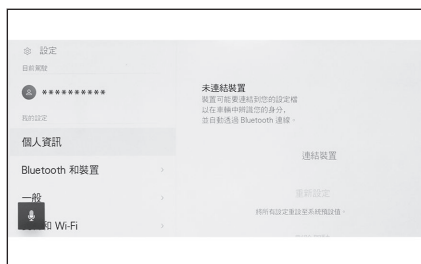 設定
目前駕駛
**********
我的設定
個人資訊
Bluetooth 和裝置
一般
和 Wi-Fi
未連結裝置
裝置可能要連結到您的設定檔
以在車輛中辨識您的身分，
並自動透過 Bluetooth 連線。
連結裝置
重新設定
將所有設定重設至系統預設值。